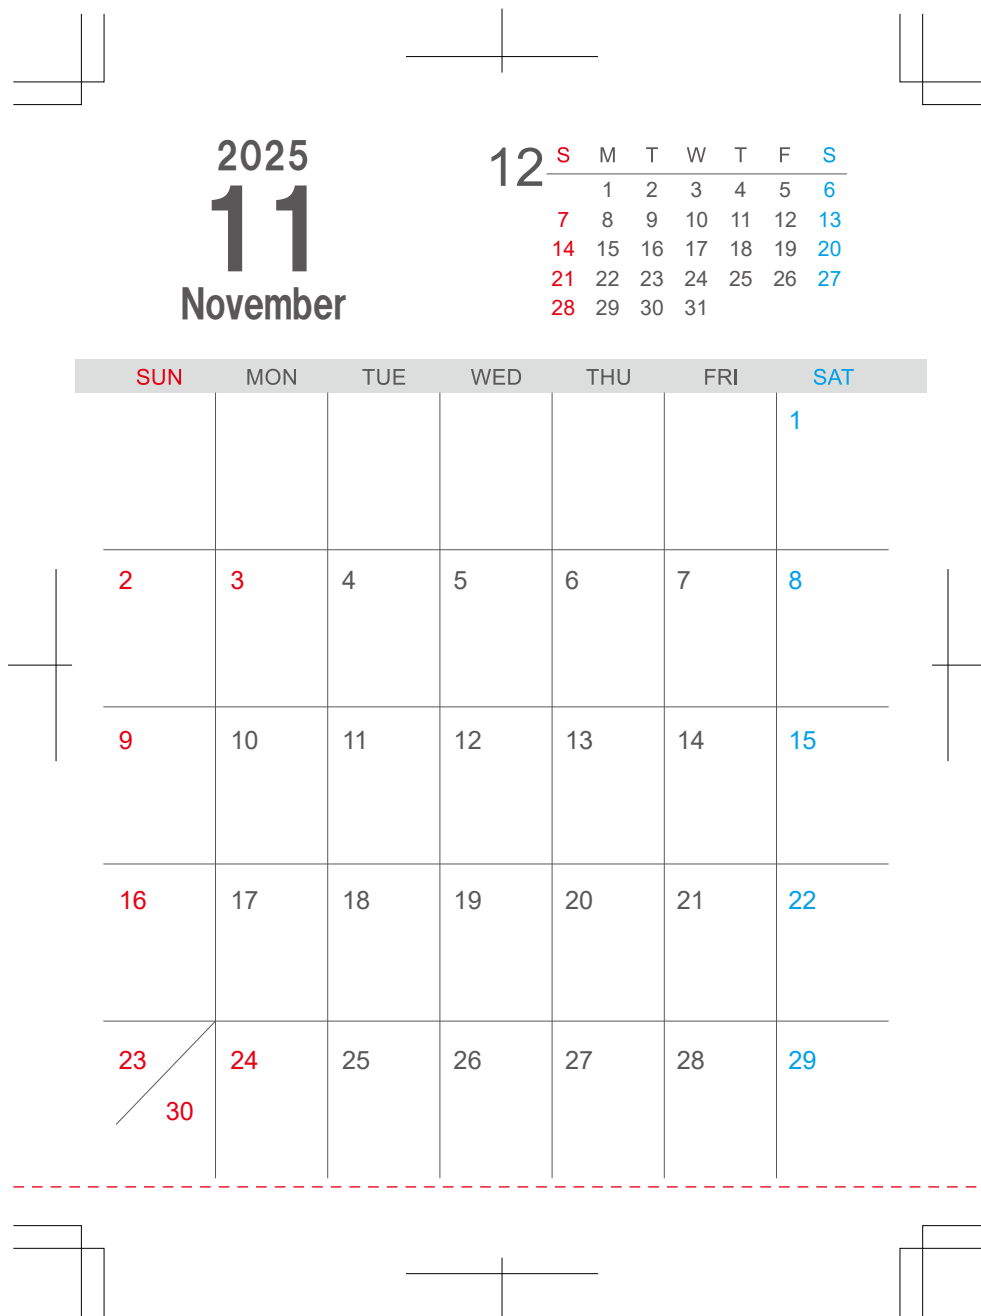 2025
11
November
12
S M T W T F S
1 2 3 4 5 6
7 8 9 10 11 12 13
14 15 16 17 18 19 20
21 22 23 24 25 26 27
28 29 30 31
SUN MON TUE WED THU FRI SAT
1
2 3 4 5 6 7 8
9 10 11 12 13 14 15
16 17 18 19 20 21 22
23 24 25 26 27 28 29
30